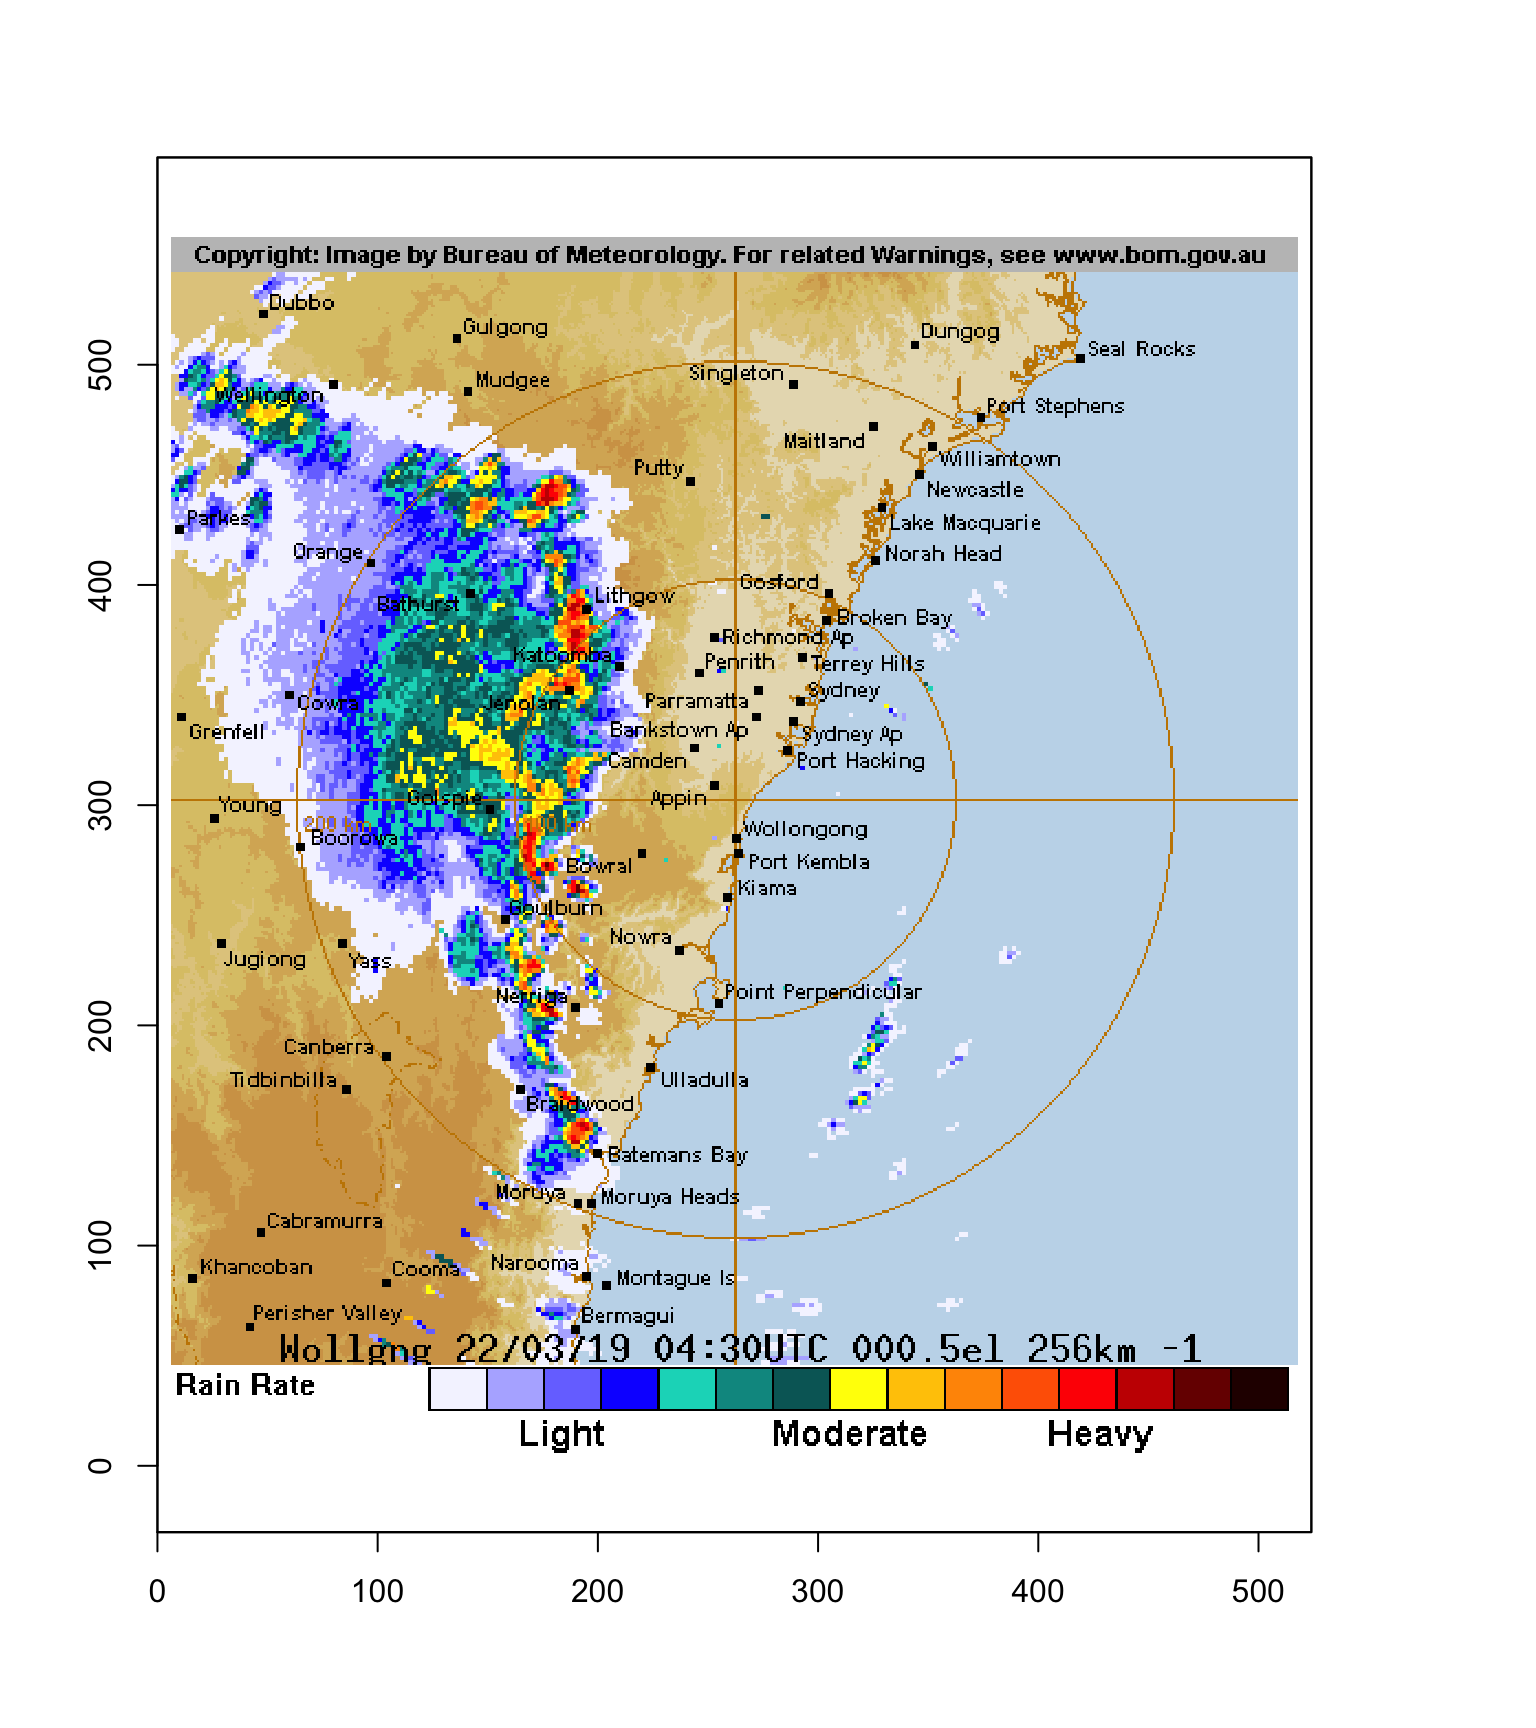 Copyright: Image by Bureau of Meteorology. For related Warnings, see www.bom.gov.au
Dubbo
Gulgong
Dungog
Seal Rocks
Singleton
Mudgee
Wellington
Port Stephens
Maitland
Williamtown
Putty
Newcastle
Parkes
Lake Macquarie
Orange
Norah Head
Gosford
Lithgow
Bathurst
Broken Bay
Richmond Ap
Katoomba
Penrith
Terrey Hills
Sydney
Cowra
Jenolan
Parramatta
Grenfell
Bankstown Ap
Sydney Ap
Camden
Port Hacking
Young
Golspie
Appin
200 km
100 km
Wollongong
Boorowa
Bowral
Port Kembla
Kiama
Goulburn
Nowra
Jugiong
Yass
Nerriga
Point Perpendicular
Canberra
Tidbinbilla
Ulladulla
Braidwood
Batemans Bay
Moruya
Moruya Heads
Cabramurra
Khancoban
Cooma
Narooma
Montague Is
Perisher Valley
Bermagui
Wollgng 22/03/19 04:30UTC 000.5el 256km -1
Rain Rate
Light
Moderate
Heavy
500
400
300
200
100
0
0
100
200
300
400
500